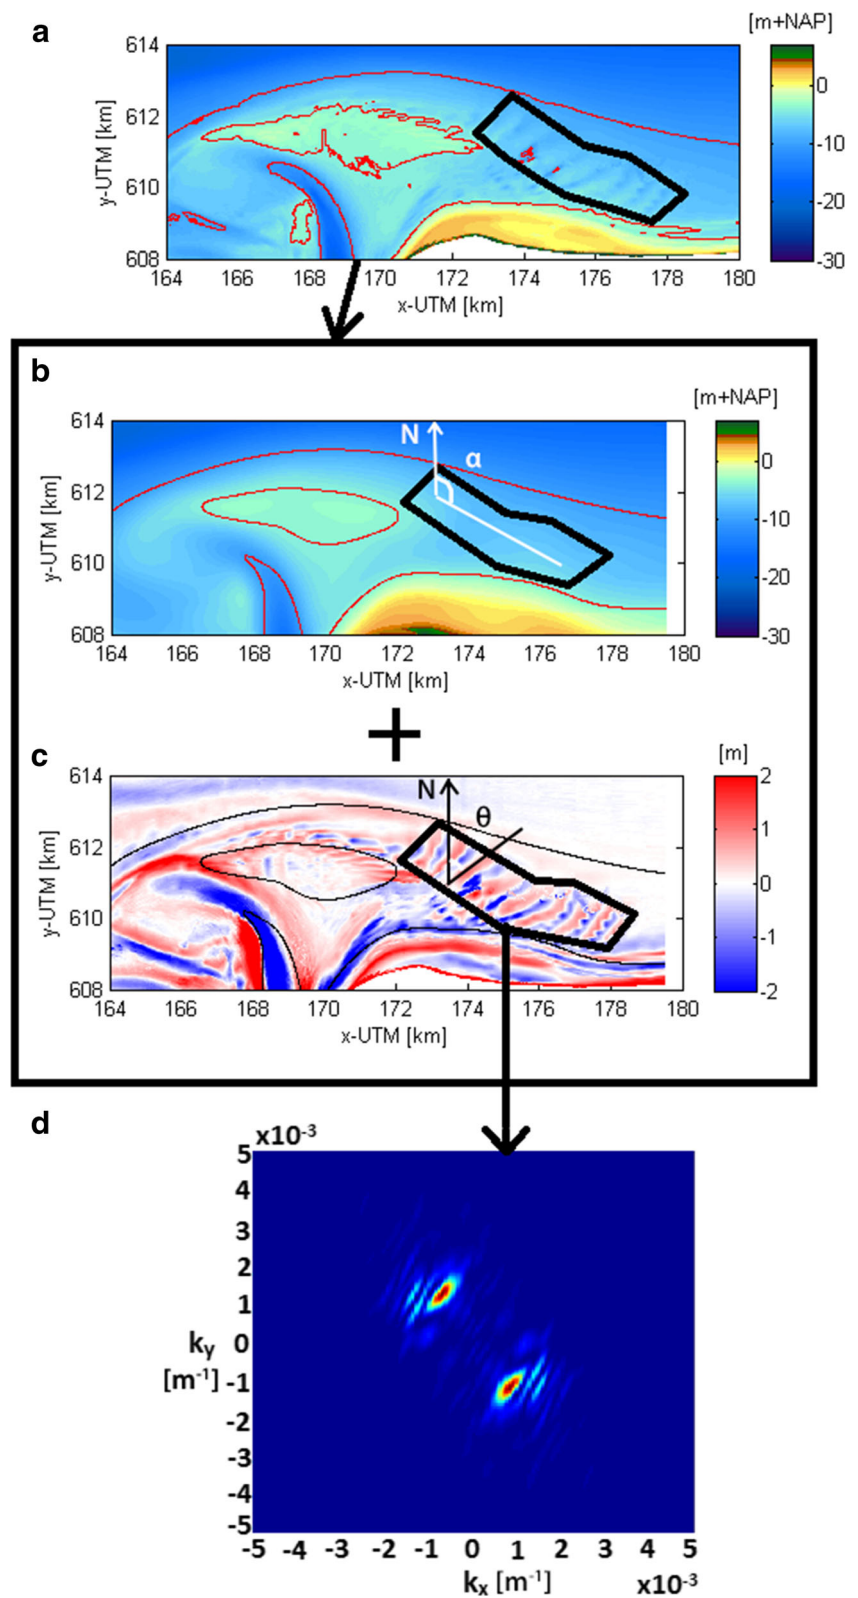 a
[m+NAP]
614
612
610
608
y-UTM [km]
164 166 168 170 172 174 176 178 180
x-UTM [km]
0
-10
-20
-30
b
[m+NAP]
614
612
610
608
y-UTM [km]
N
α
164 166 168 170 172 174 176 178 180
x-UTM [km]
0
-10
-20
-30
+
c
[m]
614
612
610
608
y-UTM [km]
N
θ
164 166 168 170 172 174 176 178 180
x-UTM [km]
2
1
0
-1
-2
d
x10⁻³
5
4
3
2
1
0
-1
-2
-3
-4
-5
ky
[m⁻¹]
-5 -4 -3 -2 -1 0 1 2 3 4 5
kx [m⁻¹]
x10⁻³